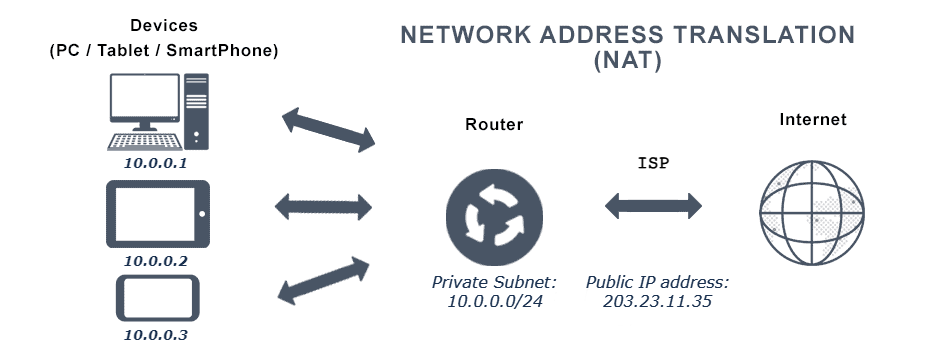 Devices
(PC / Tablet / SmartPhone)
NETWORK ADDRESS TRANSLATION
(NAT)
10.0.0.1
10.0.0.2
10.0.0.3
Router
Private Subnet:
10.0.0.0/24
ISP
Public IP address:
203.23.11.35
Internet